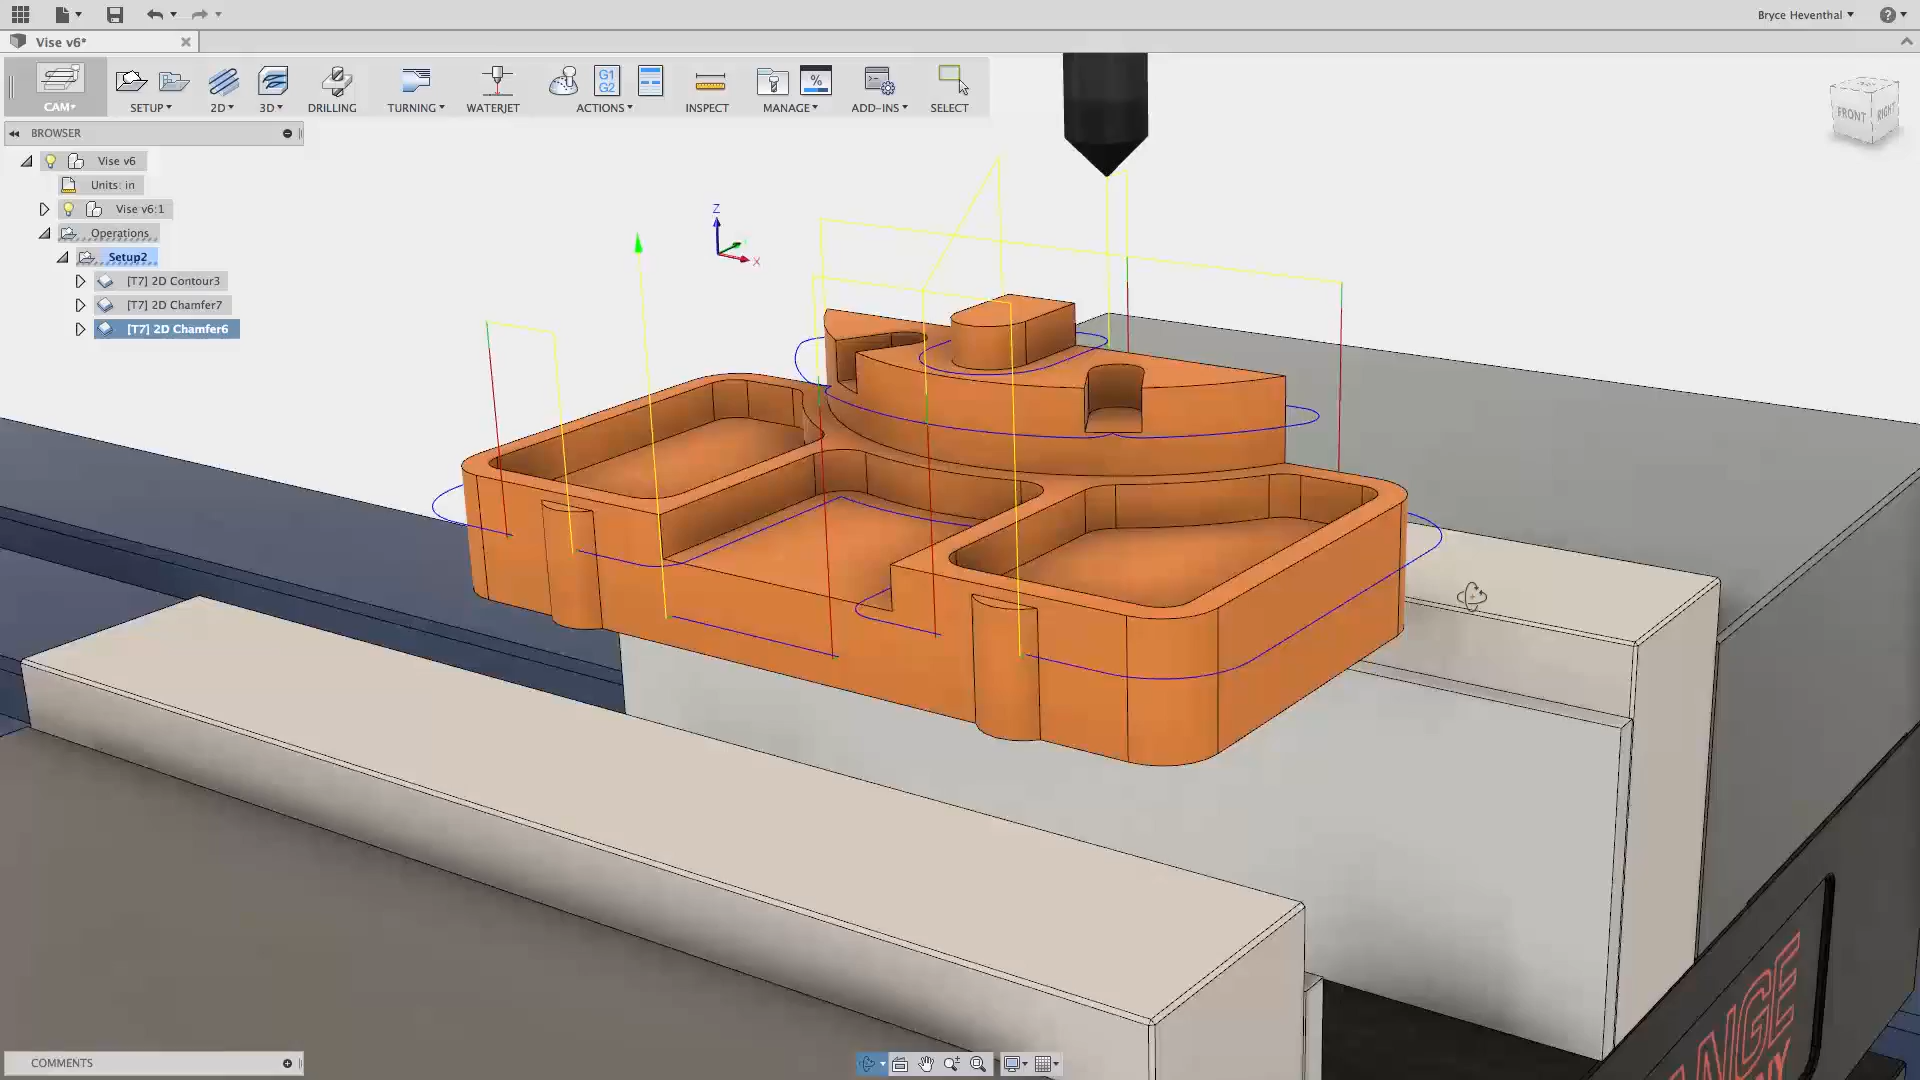 Bryce Heventhal
Vise v6*
CAM
SETUP
2D
3D
DRILLING
TURNING
WATERJET
G1
G2
ACTIONS
INSPECT
%
MANAGE
ADD-INS
SELECT
FRONT
RIGHT
BROWSER
Vise v6
Units: in
Vise v6:1
Operations
Setup2
[T7] 2D Contour3
[T7] 2D Chamfer7
[T7] 2D Chamfer6
Z
X
COMMENTS